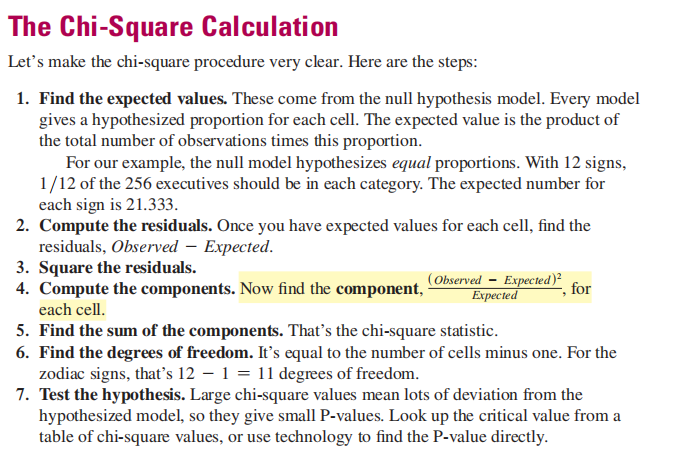 The Chi-Square Calculation
Let's make the chi-square procedure very clear. Here are the steps:
1. Find the expected values. These come from the null hypothesis model. Every model
gives a hypothesized proportion for each cell. The expected value is the product of
the total number of observations times this proportion.
For our example, the null model hypothesizes equal proportions. With 12 signs,
1/12 of the 256 executives should be in each category. The expected number for
each sign is 21.333.
2. Compute the residuals. Once you have expected values for each cell, find the
residuals, Observed − Expected.
3. Square the residuals.
4. Compute the components. Now find the component, (Observed − Expected)²/Expected, for
each cell.
5. Find the sum of the components. That's the chi-square statistic.
6. Find the degrees of freedom. It's equal to the number of cells minus one. For the
zodiac signs, that's 12 − 1 = 11 degrees of freedom.
7. Test the hypothesis. Large chi-square values mean lots of deviation from the
hypothesized model, so they give small P-values. Look up the critical value from a
table of chi-square values, or use technology to find the P-value directly.